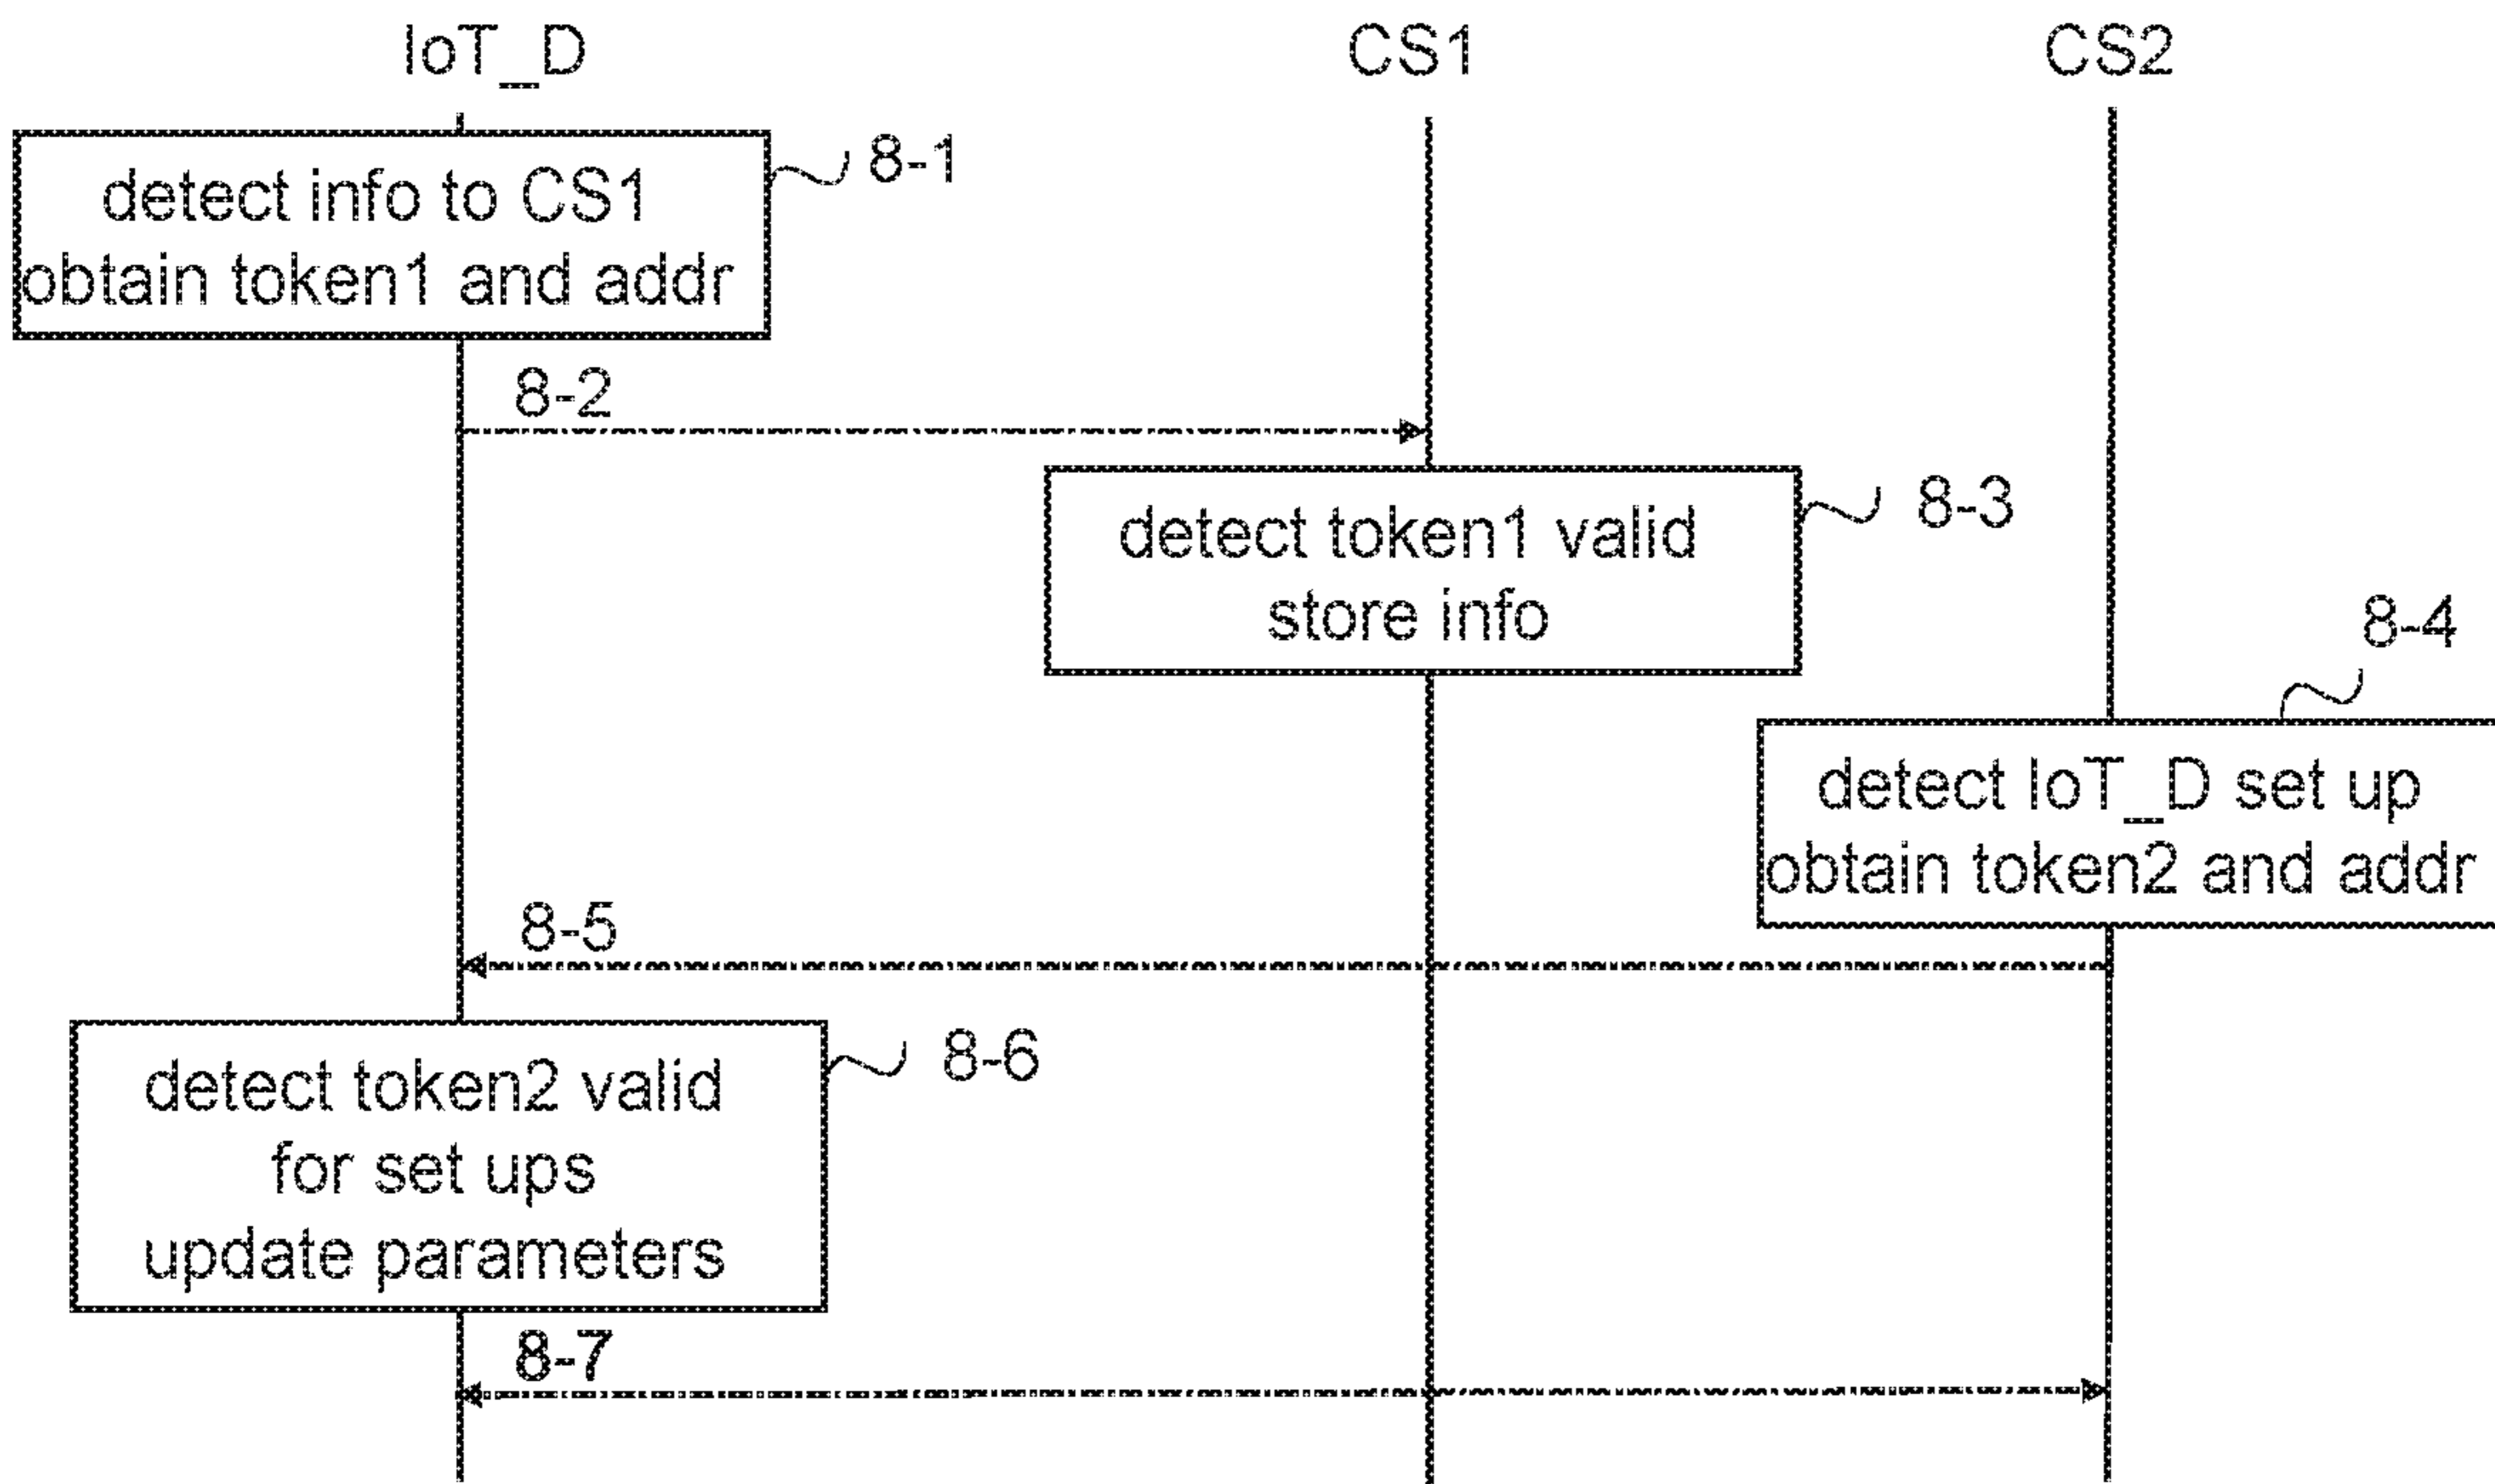 IoT_D
CS1
CS2
detect info to CS1
obtain token1 and addr
8-1
8-2
detect token1 valid
store info
8-3
8-4
detect IoT_D set up
obtain token2 and addr
8-5
detect token2 valid
for set ups
update parameters
8-6
8-7